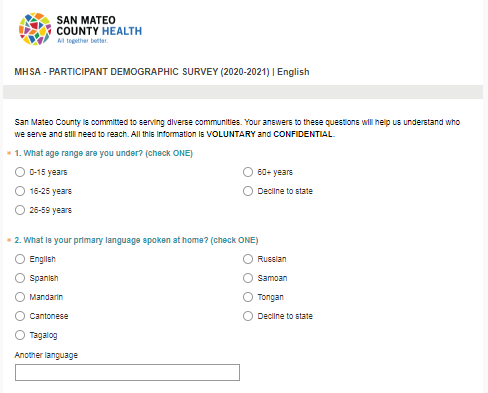 SAN MATEO
COUNTY HEALTH
All together better.
MHSA - PARTICIPANT DEMOGRAPHIC SURVEY (2020-2021) | English
San Mateo County is committed to serving diverse communities. Your answers to these questions will help us understand who
we serve and still need to reach. All this information is VOLUNTARY and CONFIDENTIAL.
* 1. What age range are you under? (check ONE)
0-15 years
16-25 years
26-59 years
60+ years
Decline to state
* 2. What is your primary language spoken at home? (check ONE)
English
Spanish
Mandarin
Cantonese
Tagalog
Russian
Samoan
Tongan
Decline to state
Another language